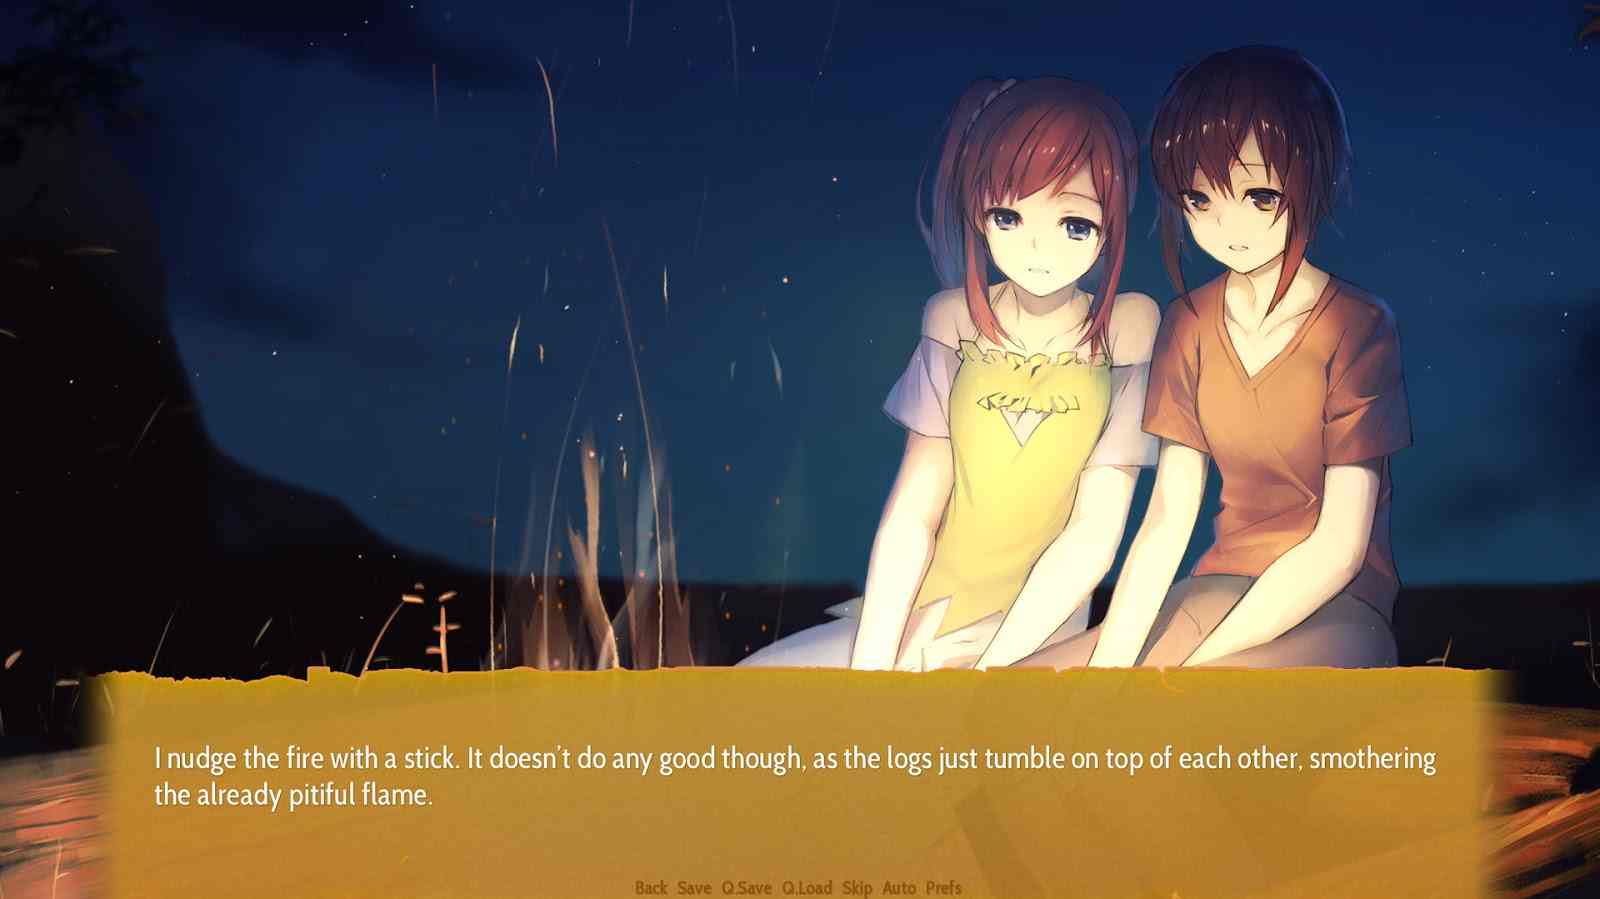 I nudge the fire with a stick. It doesn't do any good though, as the logs just tumble on top of each other, smothering
the already pitiful flame.
Back Save Q.Save Q.Load Skip Auto Prefs